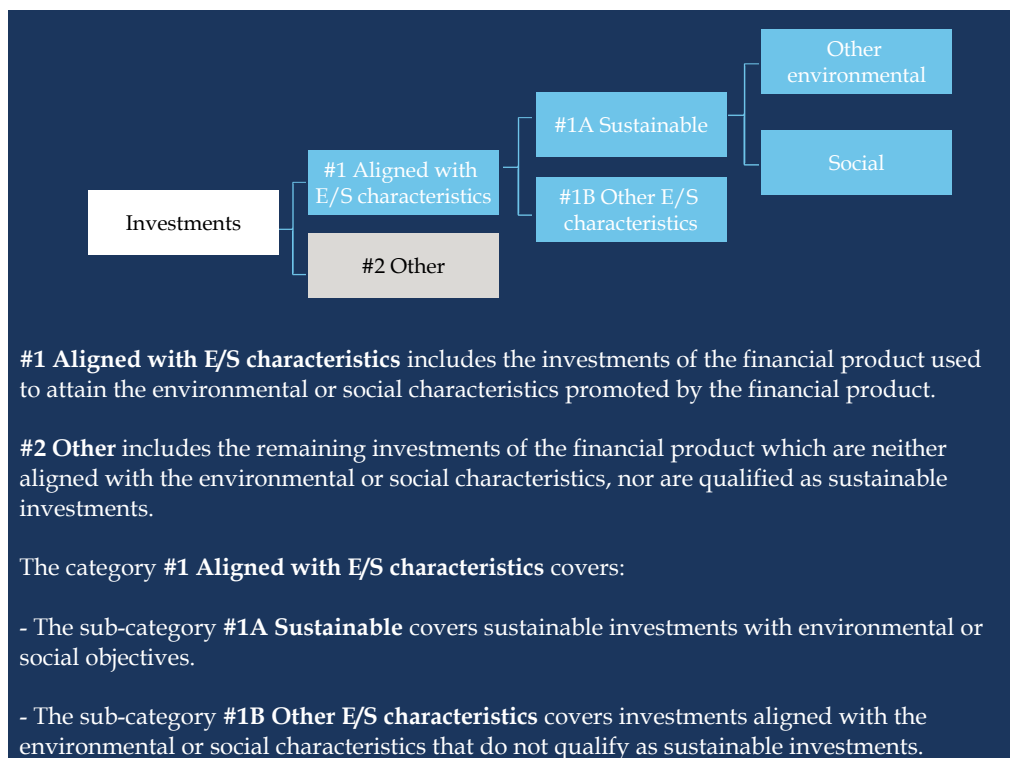 Other
environmental
#1A Sustainable
#1 Aligned with
E/S characteristics
Social
#1B Other E/S
characteristics
Investments
#2 Other
#1 Aligned with E/S characteristics includes the investments of the financial product used
to attain the environmental or social characteristics promoted by the financial product.
#2 Other includes the remaining investments of the financial product which are neither
aligned with the environmental or social characteristics, nor are qualified as sustainable
investments.
The category #1 Aligned with E/S characteristics covers:
- The sub-category #1A Sustainable covers sustainable investments with environmental or
social objectives.
- The sub-category #1B Other E/S characteristics covers investments aligned with the
environmental or social characteristics that do not qualify as sustainable investments.